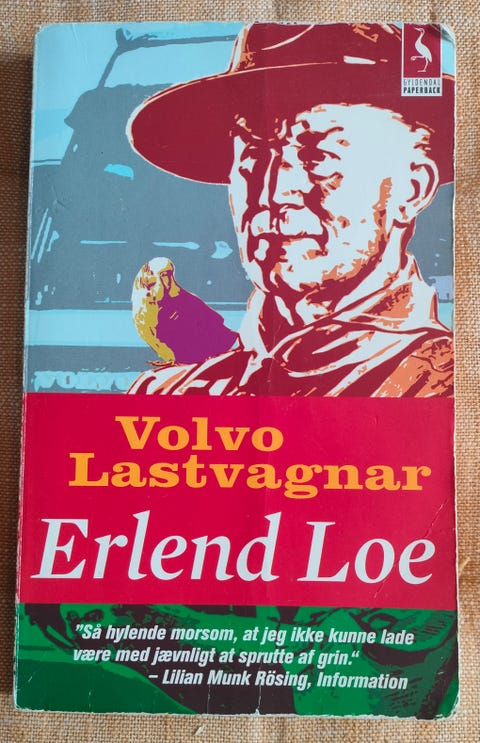 GYLDENDAL
PAPERBACK
Volvo
Lastvagnar
Erlend Loe
"Så hylende morsom, at jeg ikke kunne lade
være med jævnligt at sprutte af grin."
– Lilian Munk Rösing, Information